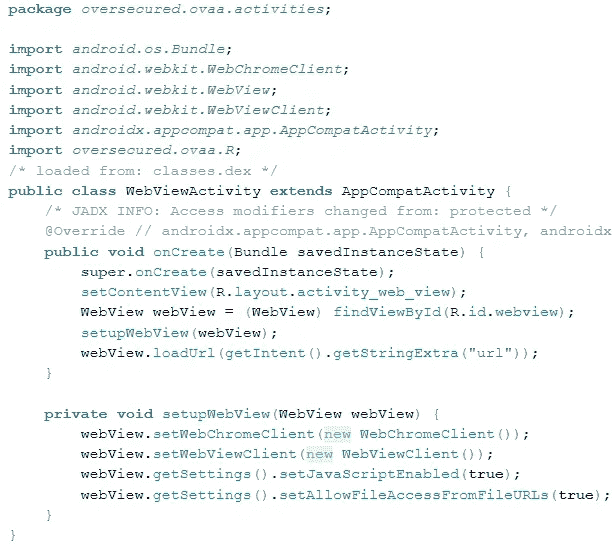 package oversecured.ovaa.activities;
import android.os.Bundle;
import android.webkit.WebChromeClient;
import android.webkit.WebView;
import android.webkit.WebViewClient;
import androidx.appcompat.app.AppCompatActivity;
import oversecured.ovaa.R;
/* loaded from: classes.dex */
public class WebViewActivity extends AppCompatActivity {
/* JADX INFO: Access modifiers changed from: protected */
@Override // androidx.appcompat.app.AppCompatActivity, androidx
public void onCreate(Bundle savedInstanceState) {
super.onCreate(savedInstanceState);
setContentView(R.layout.activity_web_view);
WebView webView = (WebView) findViewById(R.id.webview);
setupWebView(webView);
webView.loadUrl(getIntent().getStringExtra("url"));
}
private void setupWebView(WebView webView) {
webView.setWebChromeClient(new WebChromeClient());
webView.setWebViewClient(new WebViewClient());
webView.getSettings().setJavaScriptEnabled(true);
webView.getSettings().setAllowFileAccessFromFileURLs(true);
}
}